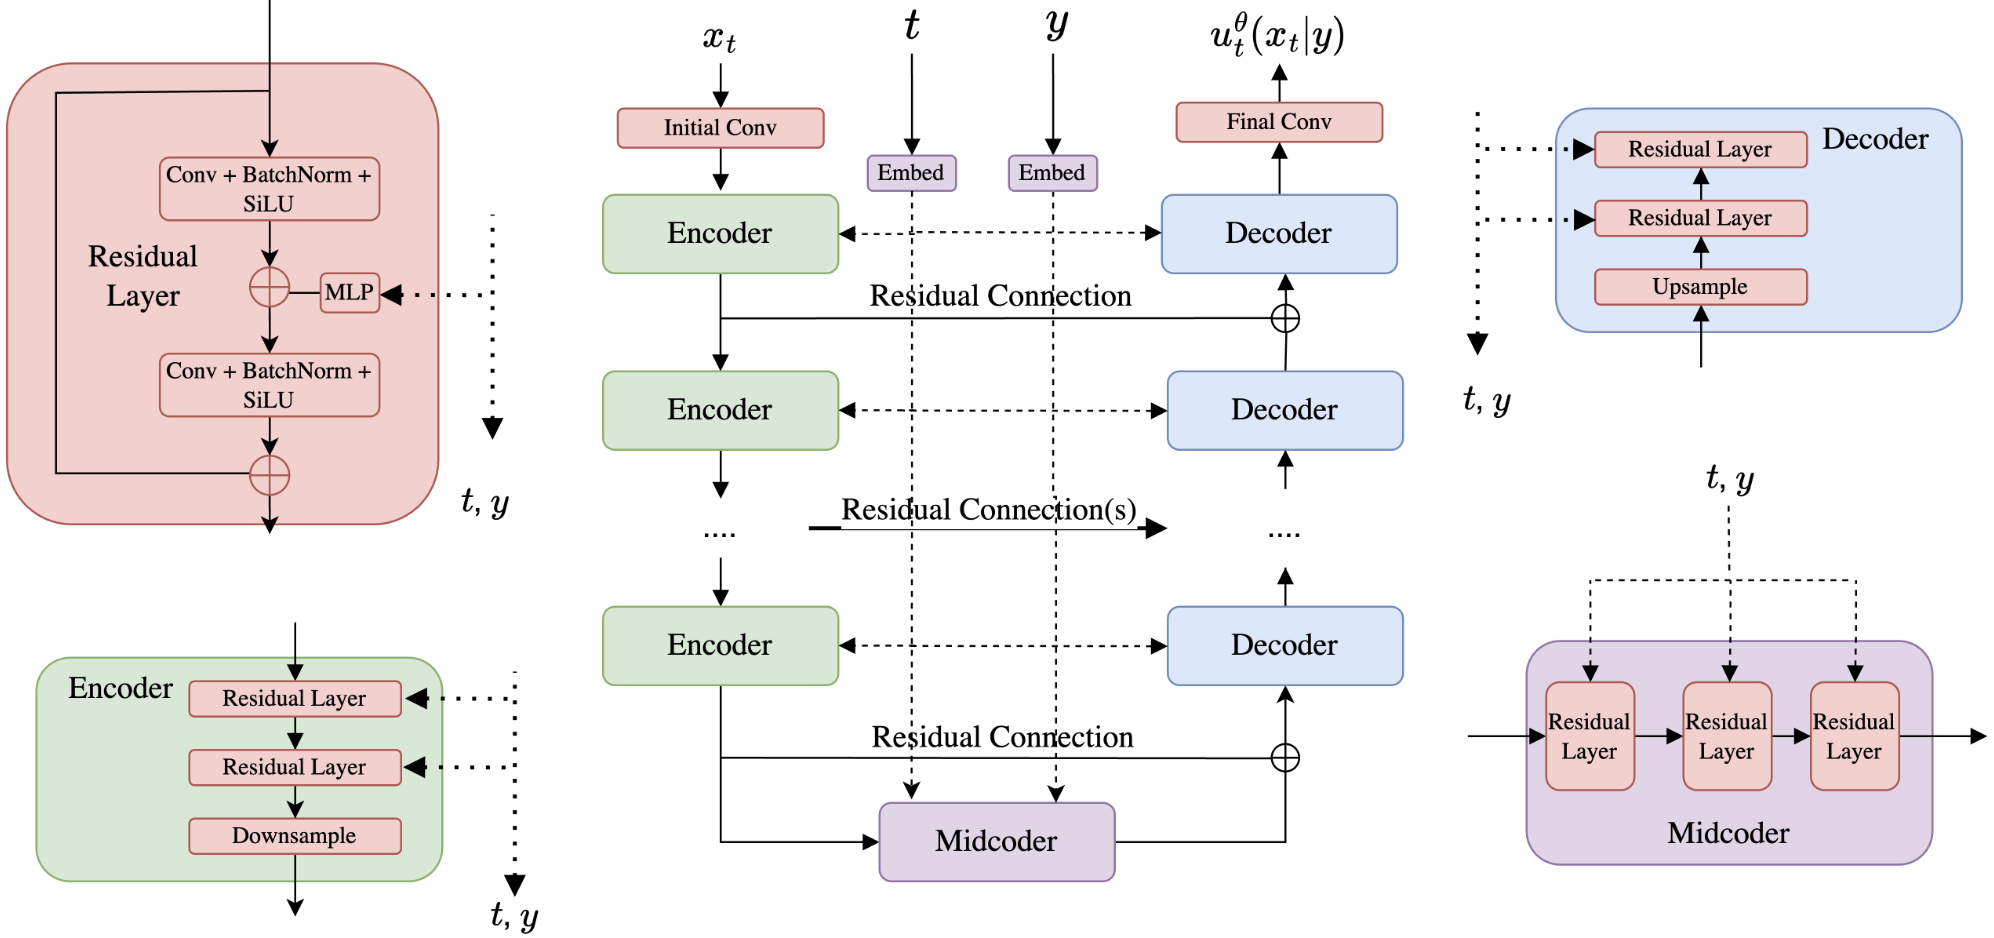 Conv + BatchNorm +
SiLU
Residual
Layer
MLP
Conv + BatchNorm +
SiLU
t, y
Encoder
Residual Layer
Residual Layer
Downsample
t, y
x_t
t
y
u_t^θ(x_t|y)
Initial Conv
Embed
Embed
Final Conv
Encoder
Decoder
Residual Connection
Encoder
Decoder
Residual Connection(s)
....
....
Encoder
Decoder
Residual Connection
Midcoder
Decoder
Residual Layer
Residual Layer
Upsample
t, y
t, y
Residual
Layer
Residual
Layer
Residual
Layer
Midcoder